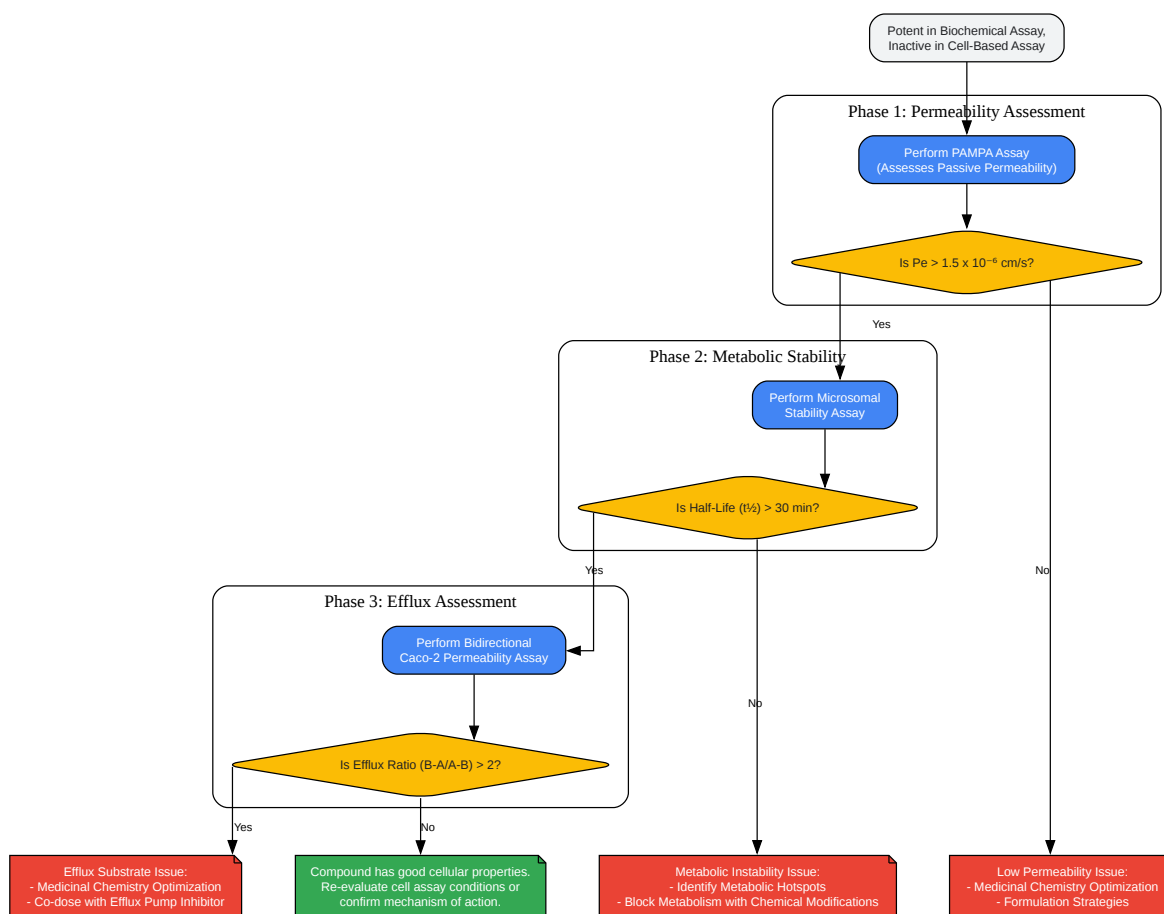 Potent in Biochemical Assay,
Inactive in Cell-Based Assay
Phase 1: Permeability Assessment
Perform PAMPA Assay
(Assesses Passive Permeability)
Is Pe > 1.5 x 10⁻⁶ cm/s?
Yes
No
Phase 2: Metabolic Stability
Perform Microsomal
Stability Assay
Is Half-Life (t½) > 30 min?
Yes
No
Phase 3: Efflux Assessment
Perform Bidirectional
Caco-2 Permeability Assay
Is Efflux Ratio (B-A/A-B) > 2?
Yes
No
Efflux Substrate Issue:
- Medicinal Chemistry Optimization
- Co-dose with Efflux Pump Inhibitor
Compound has good cellular properties.
Re-evaluate cell assay conditions or
confirm mechanism of action.
Metabolic Instability Issue:
- Identify Metabolic Hotspots
- Block Metabolism with Chemical Modifications
Low Permeability Issue:
- Medicinal Chemistry Optimization
- Formulation Strategies